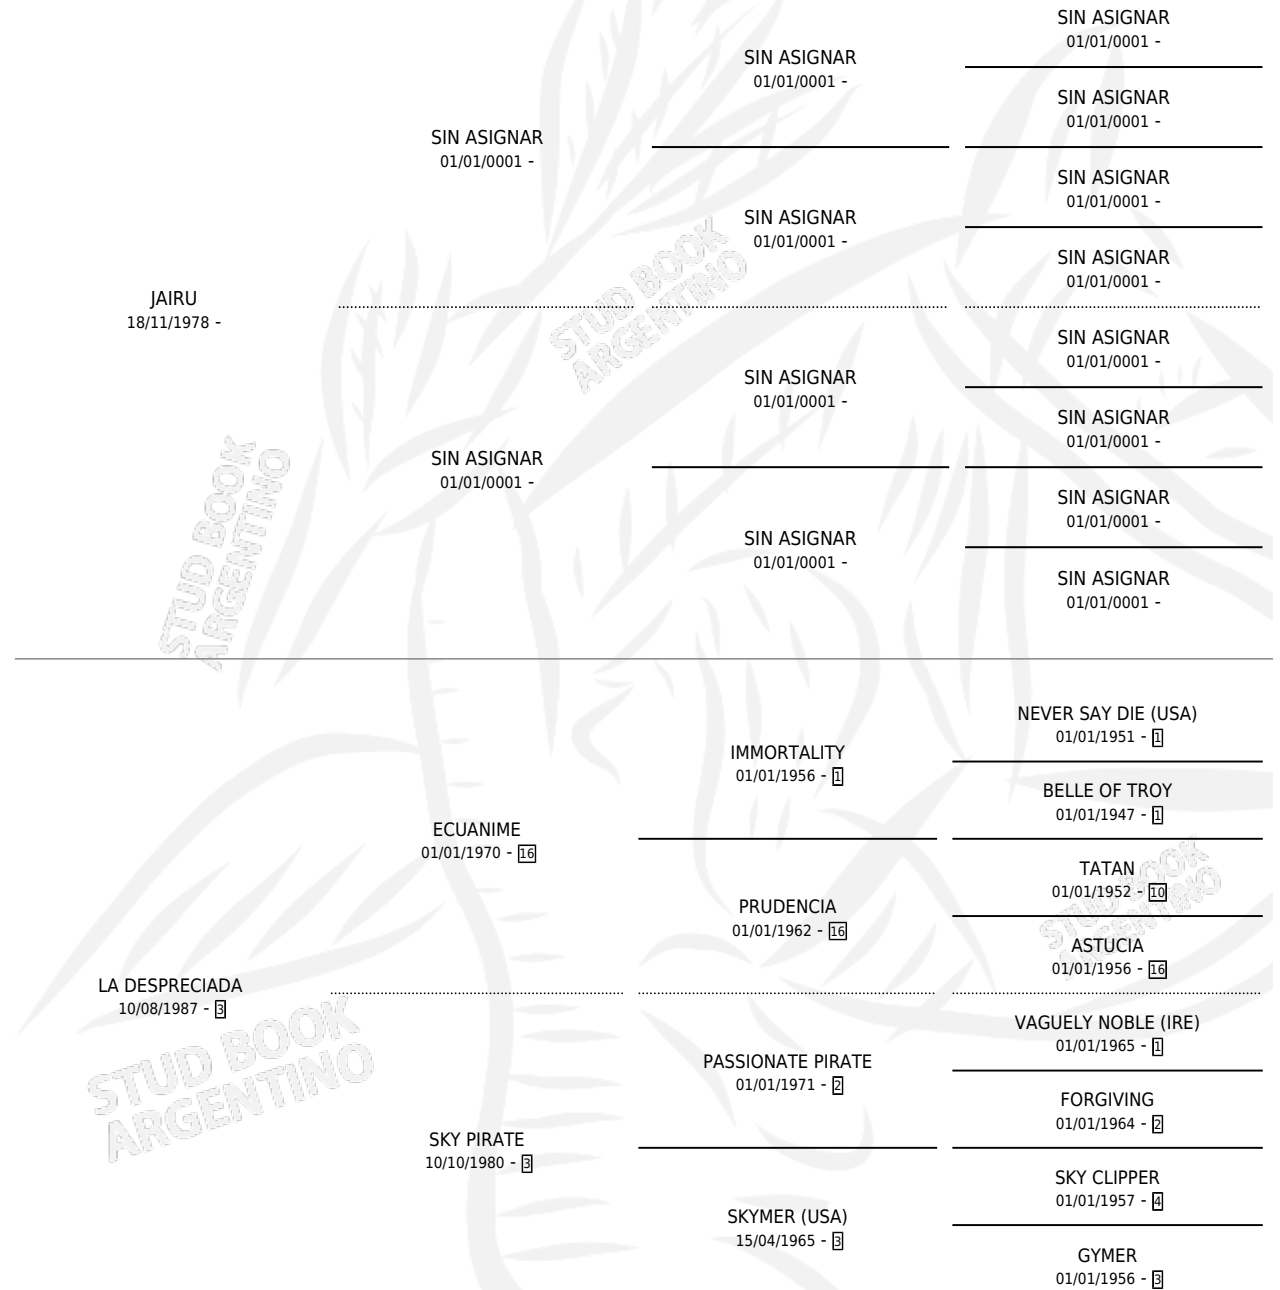 SIN ASIGNAR
01/01/0001 -
SIN ASIGNAR
01/01/0001 -
SIN ASIGNAR
01/01/0001 -
SIN ASIGNAR
01/01/0001 -
SIN ASIGNAR
01/01/0001 -
SIN ASIGNAR
01/01/0001 -
SIN ASIGNAR
01/01/0001 -
JAIRU
18/11/1978 -
SIN ASIGNAR
01/01/0001 -
SIN ASIGNAR
01/01/0001 -
SIN ASIGNAR
01/01/0001 -
SIN ASIGNAR
01/01/0001 -
SIN ASIGNAR
01/01/0001 -
SIN ASIGNAR
01/01/0001 -
SIN ASIGNAR
01/01/0001 -
STUD BOOK
ARGENTINO
STUD BOOK
ARGENTINO
NEVER SAY DIE (USA)
01/01/1951 - 1
IMMORTALITY
01/01/1956 - 1
BELLE OF TROY
01/01/1947 - 1
ECUANIME
01/01/1970 - 16
TATAN
01/01/1952 - 10
PRUDENCIA
01/01/1962 - 16
ASTUCIA
01/01/1956 - 16
STUD BOOK
ARGENTINO
LA DESPRECIADA
10/08/1987 - 3
VAGUELY NOBLE (IRE)
01/01/1965 - 1
PASSIONATE PIRATE
01/01/1971 - 2
FORGIVING
01/01/1964 - 2
SKY PIRATE
10/10/1980 - 3
SKY CLIPPER
01/01/1957 - 4
SKYMER (USA)
15/04/1965 - 3
GYMER
01/01/1956 - 3
STUD BOOK
ARGENTINO